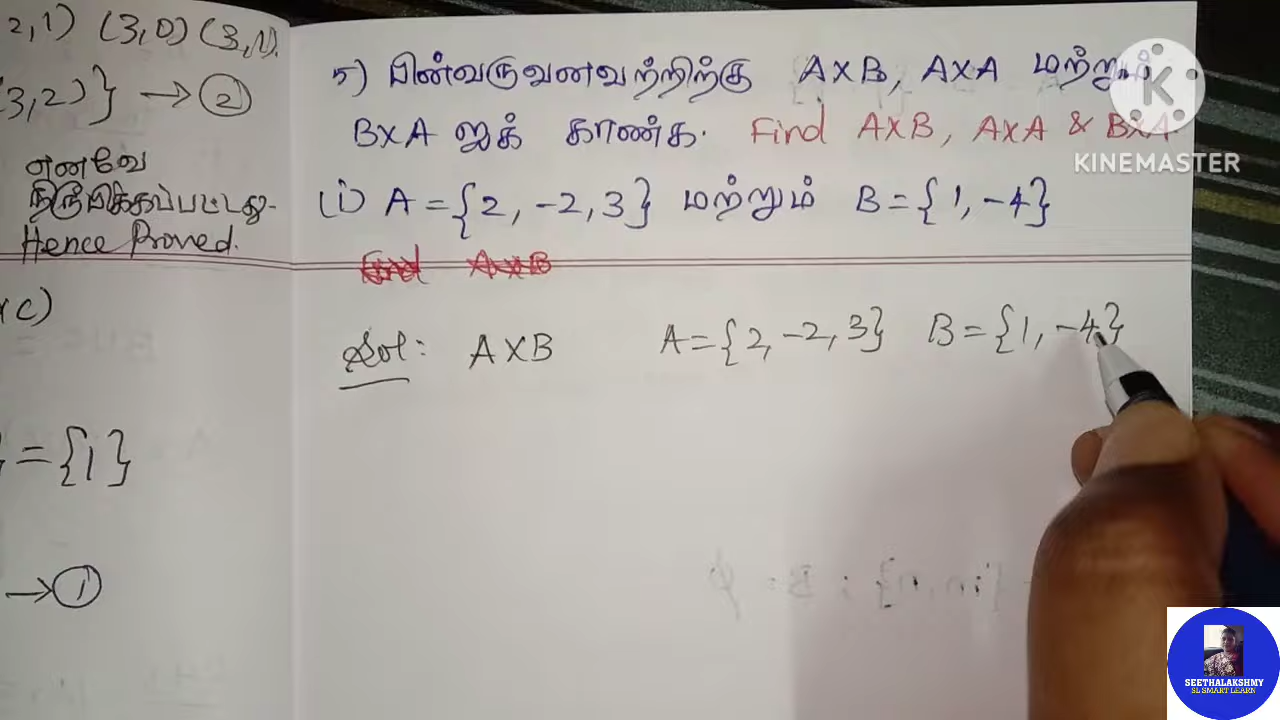 2,1) (3,0) (3,1).
(3,2)} → ②
எனவே
நிரூபிக்கப்பட்டது.
Hence Proved.
×C)
} = {1}
→ ①
5) பின்வருவனவற்றிற்கு A×B, A×A மற்றும்
B×A ஐக் காண்க. Find A×B, A×A & B×A
(i) A = {2, -2, 3} மற்றும் B = {1, -4}
Find A×B
Sol: A×B A = {2, -2, 3} B = {1, -4}
K
KINEMASTER
SEETHALAKSHMY
SL SMART LEARN